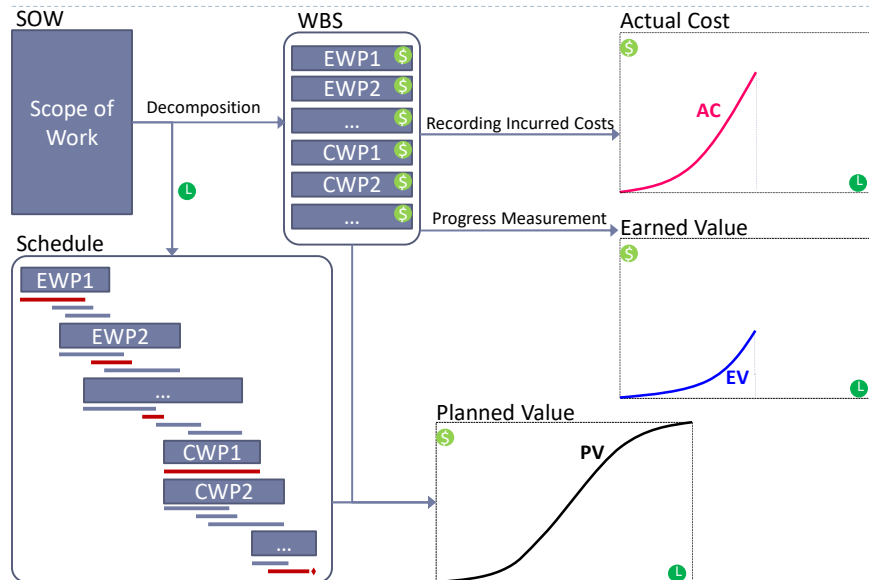 SOW
WBS
Actual Cost
Scope of
Work
Decomposition
EWP1 $
EWP2 $
... $
CWP1 $
CWP2 $
... $
Recording Incurred Costs
Progress Measurement
$
AC
Earned Value
$
EV
Schedule
EWP1
EWP2
...
CWP1
CWP2
...
Planned Value
$
PV